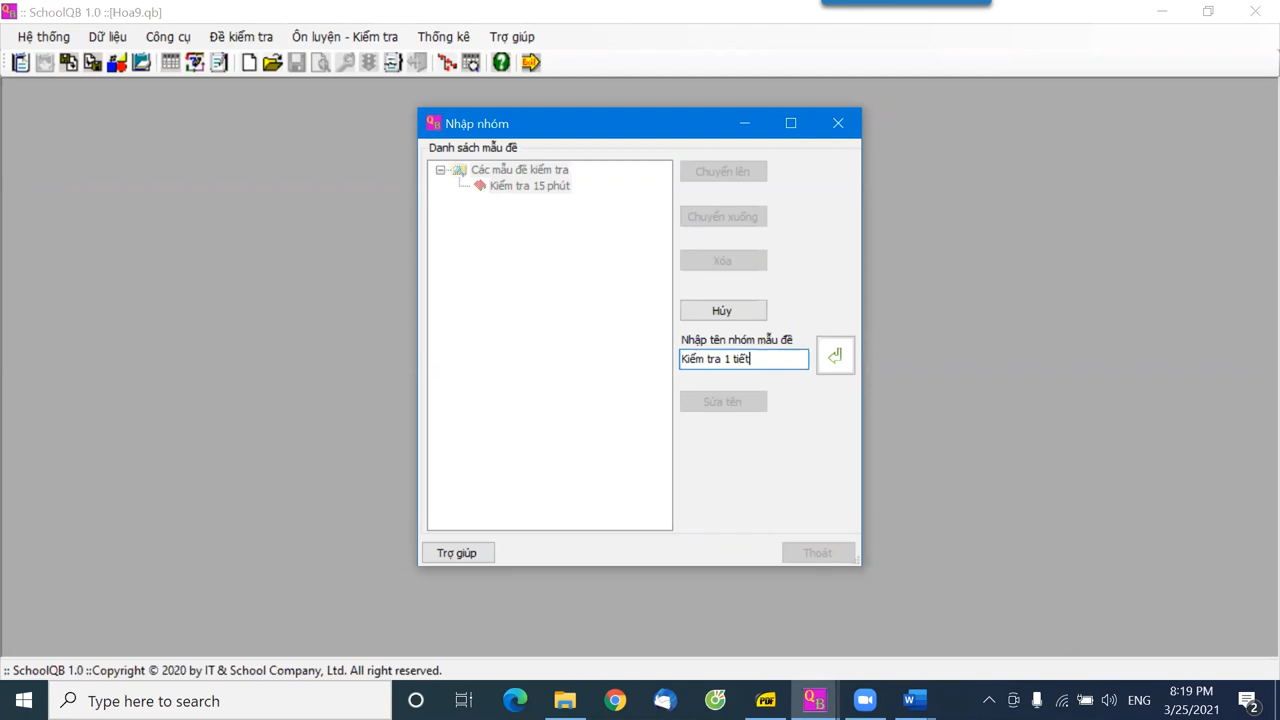 :: SchoolQB 1.0 ::[Hoa9.qb]
Hệ thống Dữ liệu Công cụ Đề kiểm tra Ôn luyện - Kiểm tra Thống kê Trợ giúp
Nhập nhóm
Danh sách mẫu đề
Các mẫu đề kiểm tra
Kiểm tra 15 phút
Chuyển lên
Chuyển xuống
Xóa
Hủy
Nhập tên nhóm mẫu đề
Kiểm tra 1 tiết
Sửa tên
Trợ giúp
Thoát
:: SchoolQB 1.0 ::Copyright © 2020 by IT & School Company, Ltd. All right reserved.
Type here to search
ENG
8:19 PM
3/25/2021
2